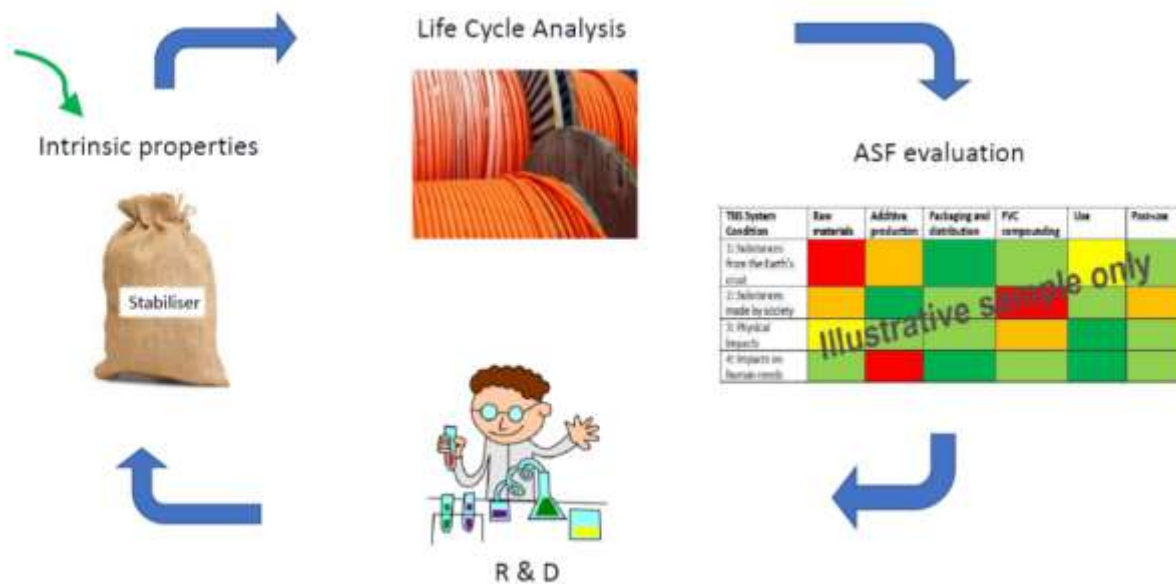 Life Cycle Analysis
Intrinsic properties
ASF evaluation
Stabiliser
TNS System Condition
Raw materials
Additive production
Packaging and distribution
PVC compounding
Use
Post-use
1: Substances from the Earth's crust
2: Substances made by society
3: Physical impacts
4: Impacts on human needs
Illustrative sample only
R & D